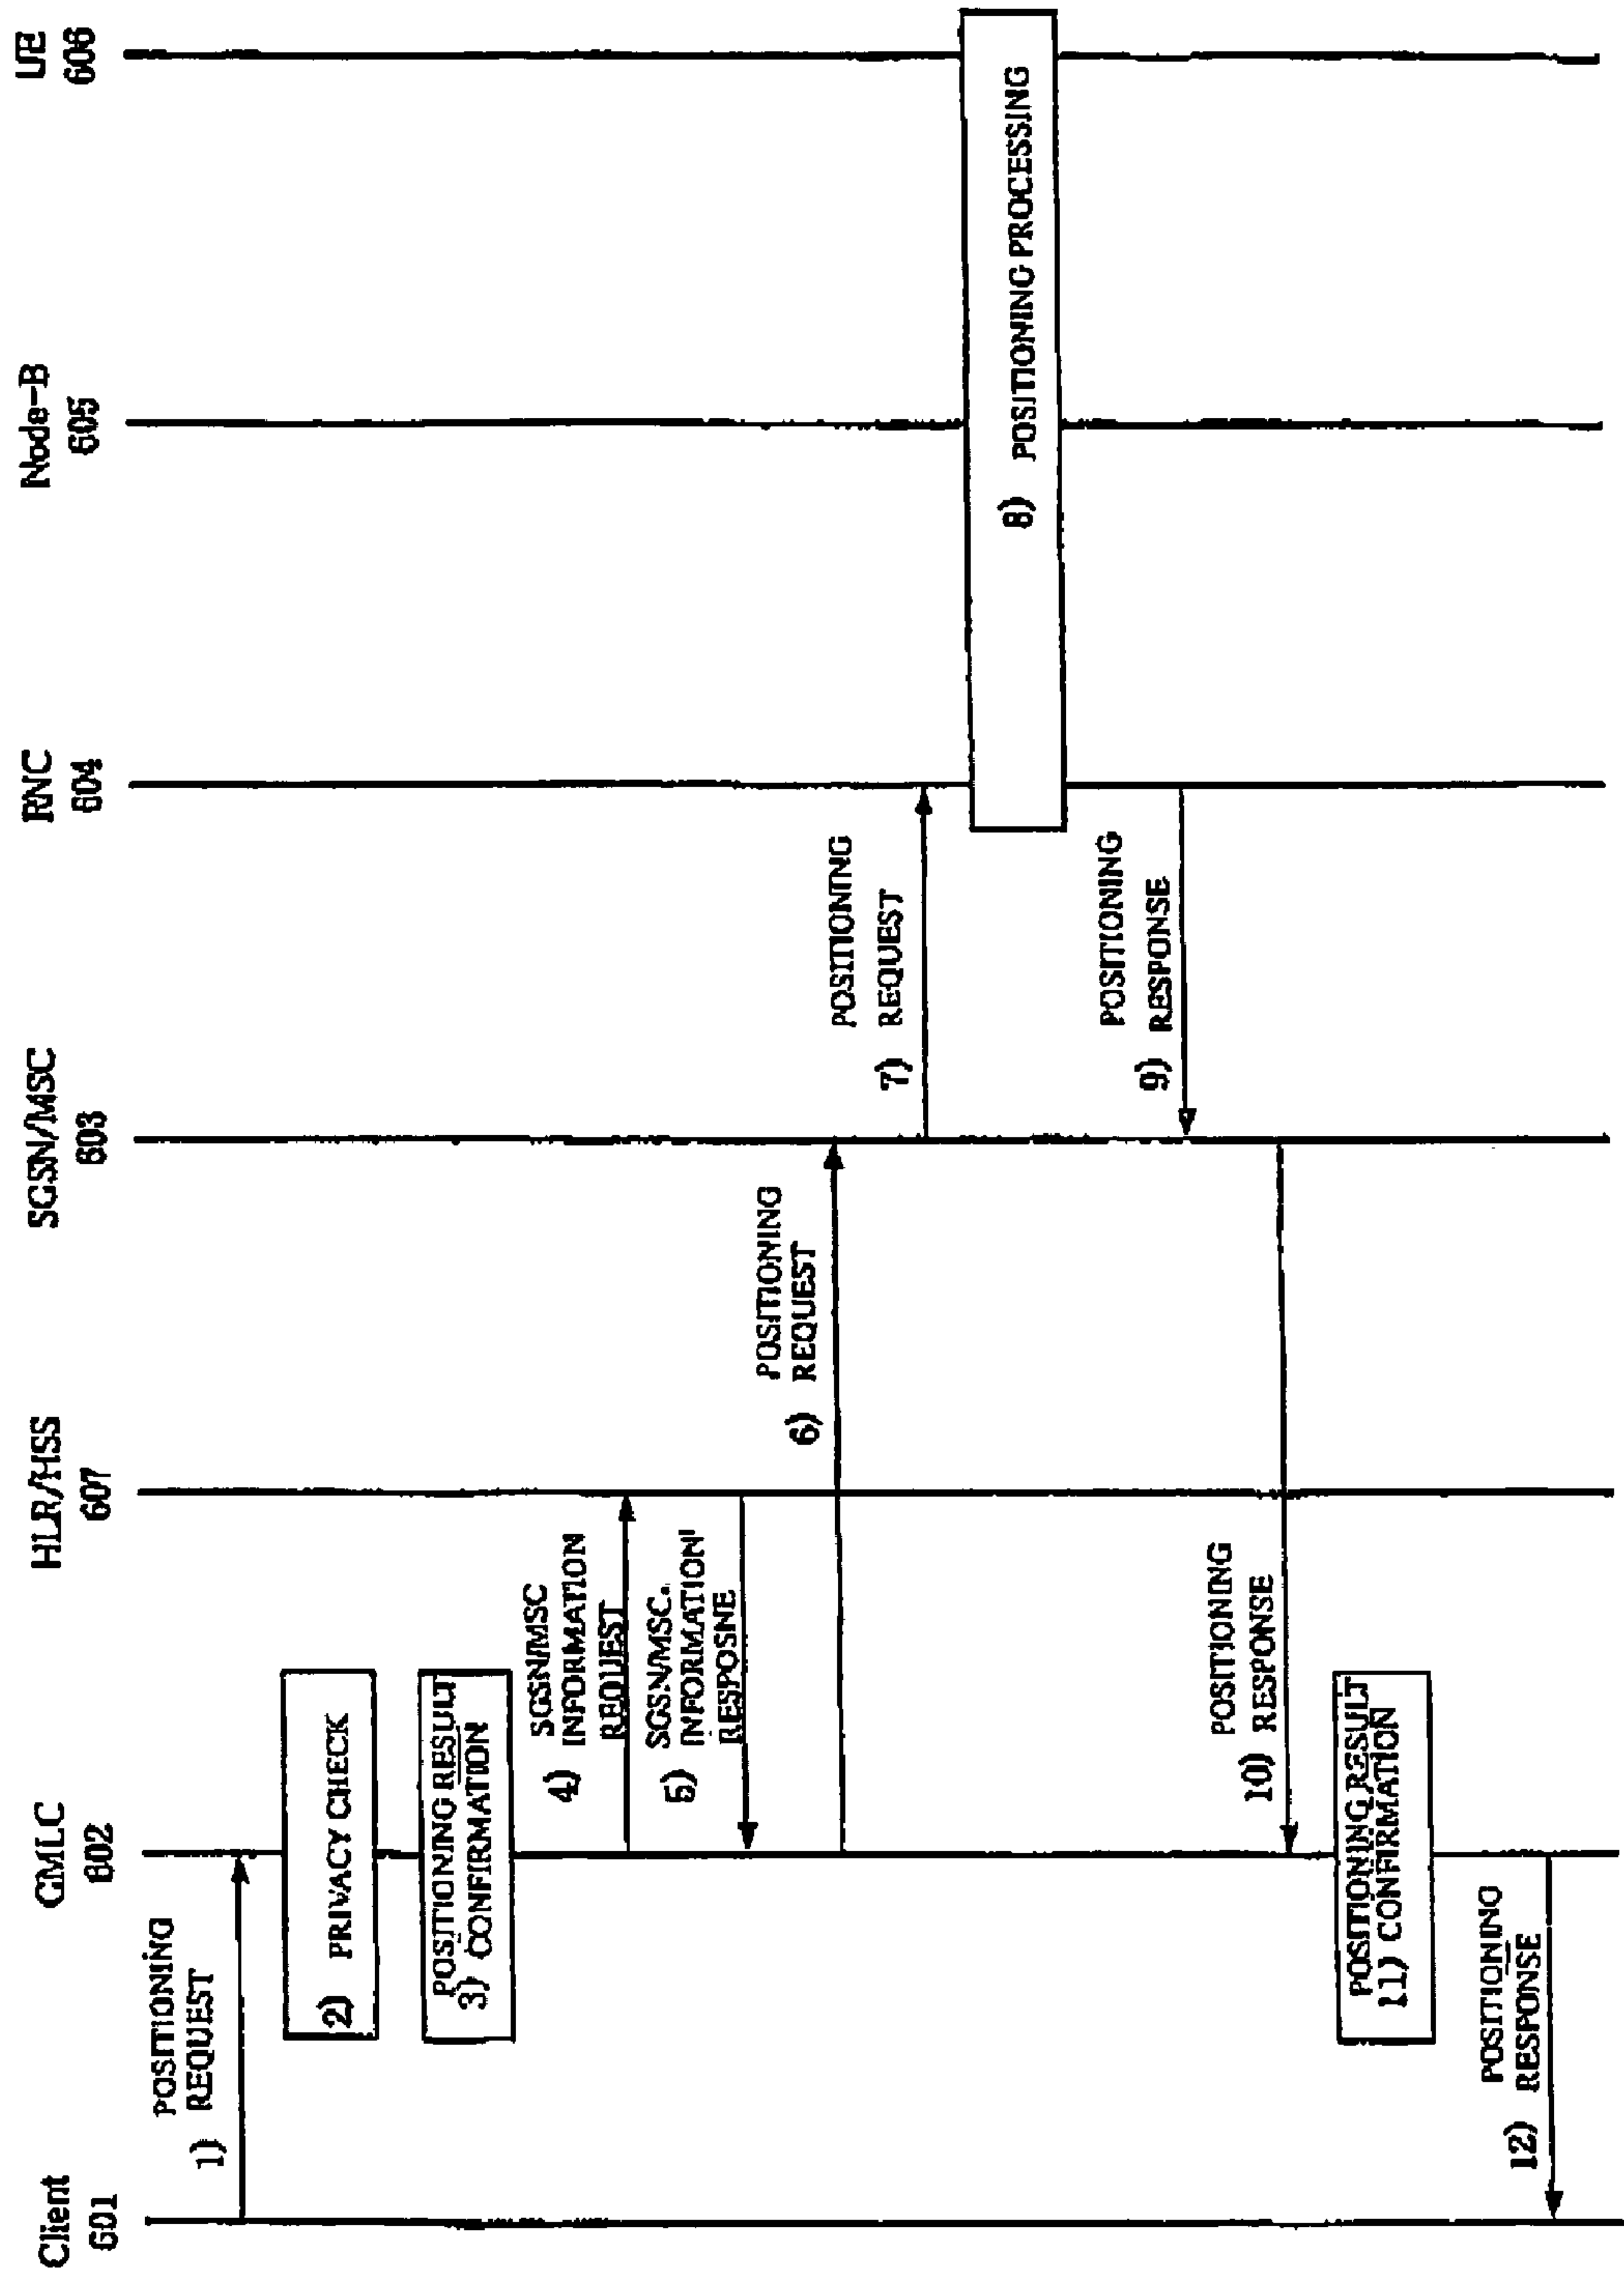 Client
601
GMLC
602
HLR/HSS
607
SGSN/MSC
603
RNC
604
Node-B
605
UE
606
POSITIONING
1) REQUEST
2) PRIVACY CHECK
POSITIONING RESULT
3) CONFIRMATION
SGSN/MSC
INFORMATION
4) REQUEST
SGSN/MSC
INFORMATION
5) RESPOSNE
POSITIONING
6) REQUEST
POSITIONING
7) REQUEST
8) POSITIONING PROCESSING
POSITIONING
9) RESPONSE
POSITIONING
10) RESPONSE
POSITIONING RESULT
11) CONFIRMATION
POSITIONING
12) RESPONSE